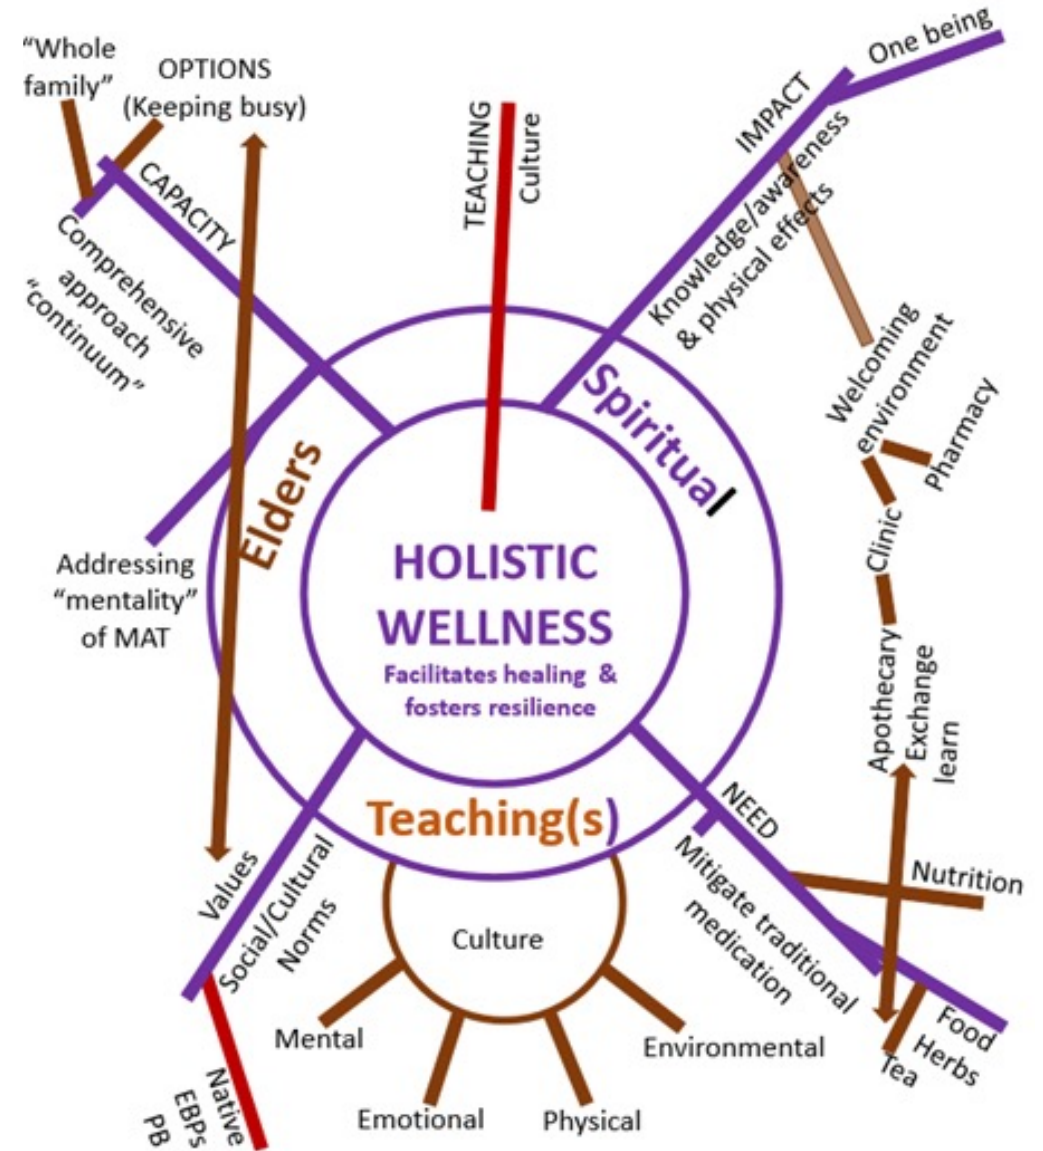 “Whole
family”
OPTIONS
(Keeping busy)
CAPACITY
Comprehensive
approach
“continuum”
TEACHING
Culture
IMPACT
One being
Knowledge/awareness
& physical effects
Welcoming
environment
Pharmacy
Clinic
Apothecary
Exchange
learn
Spiritual
Elders
Addressing
“mentality”
of MAT
HOLISTIC
WELLNESS
Facilitates healing &
fosters resilience
Teaching(s)
NEED
Mitigate traditional
medication
Nutrition
Food
Herbs
Tea
Values
Social/Cultural
Norms
Native
EBPs
PB
Culture
Mental
Emotional
Physical
Environmental